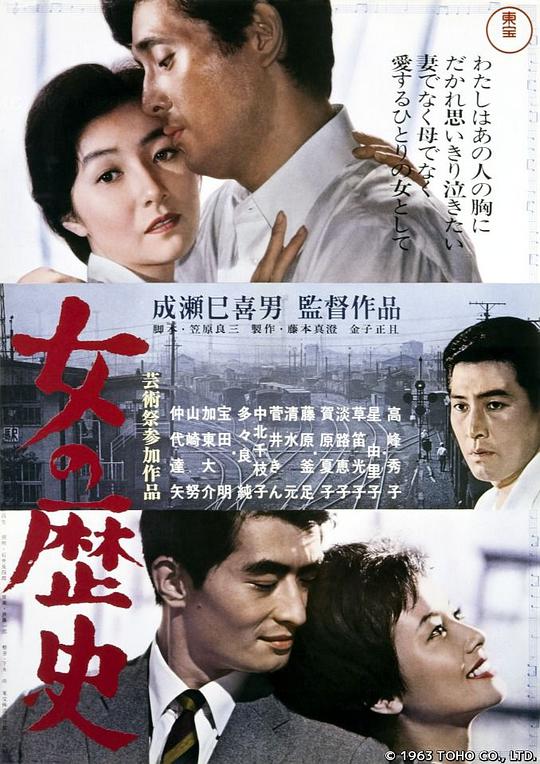 東宝
わたしはあの人の胸に
だかれ思いきり泣きたい
妻でなく母でなく
愛するひとりの女として
成瀬巳喜男 監督作品
脚本・笠原良三 製作・藤本真澄 金子正且
高峰秀子
星由里子
草笛光子
淡路恵子
賀原夏子
藤原釜足
清水元
菅井きん
中北千枝子
多々良純
宝田明
加東大介
山崎努
仲代達矢
芸術祭参加作品
女の歴史
© 1963 TOHO CO., LTD.